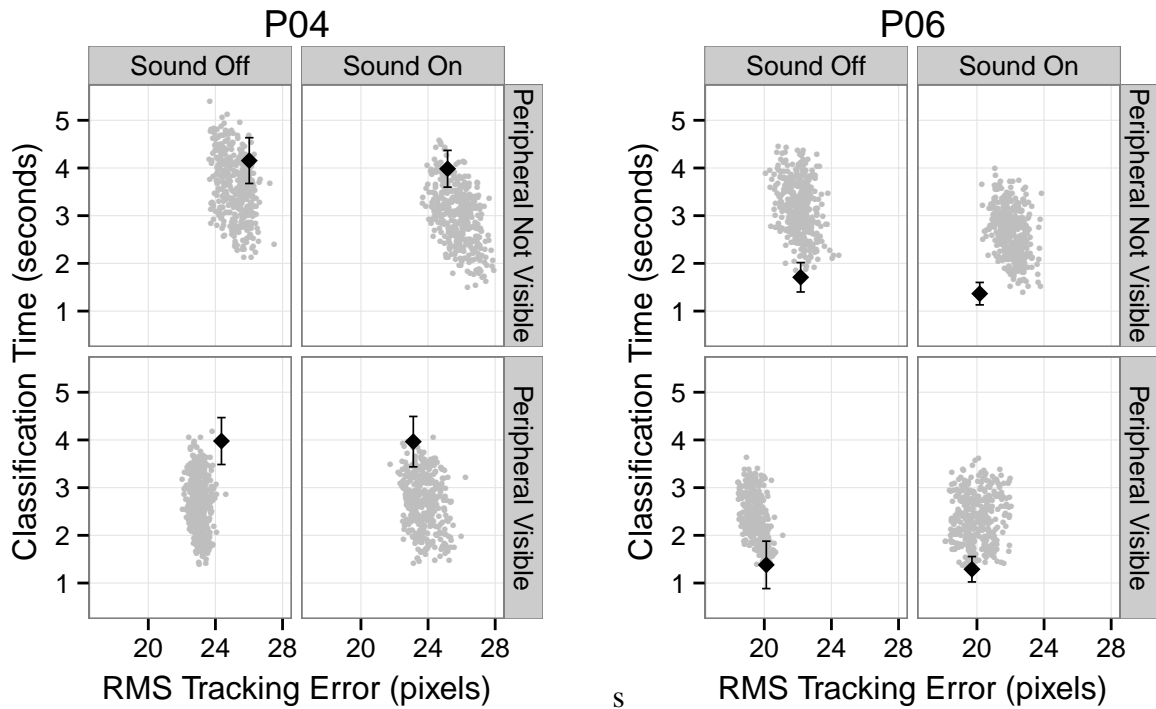 P04
Sound Off
Sound On
Peripheral Not Visible
Peripheral Visible
Classification Time (seconds)
5
4
3
2
1
5
4
3
2
1
20 24 28 20 24 28
RMS Tracking Error (pixels)
s
P06
Sound Off
Sound On
Peripheral Not Visible
Peripheral Visible
Classification Time (seconds)
5
4
3
2
1
5
4
3
2
1
20 24 28 20 24 28
RMS Tracking Error (pixels)